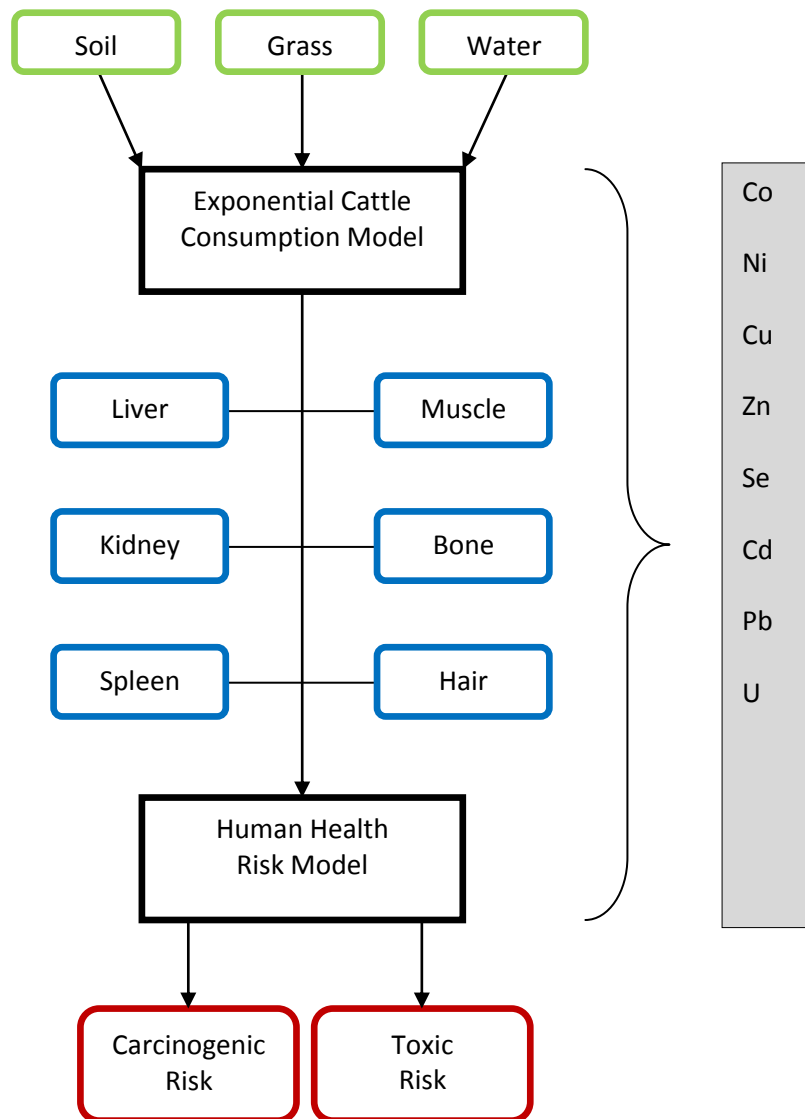 Soil
Grass
Water
Exponential Cattle
Consumption Model
Liver
Muscle
Kidney
Bone
Spleen
Hair
Human Health
Risk Model
Carcinogenic
Risk
Toxic
Risk
Co
Ni
Cu
Zn
Se
Cd
Pb
U